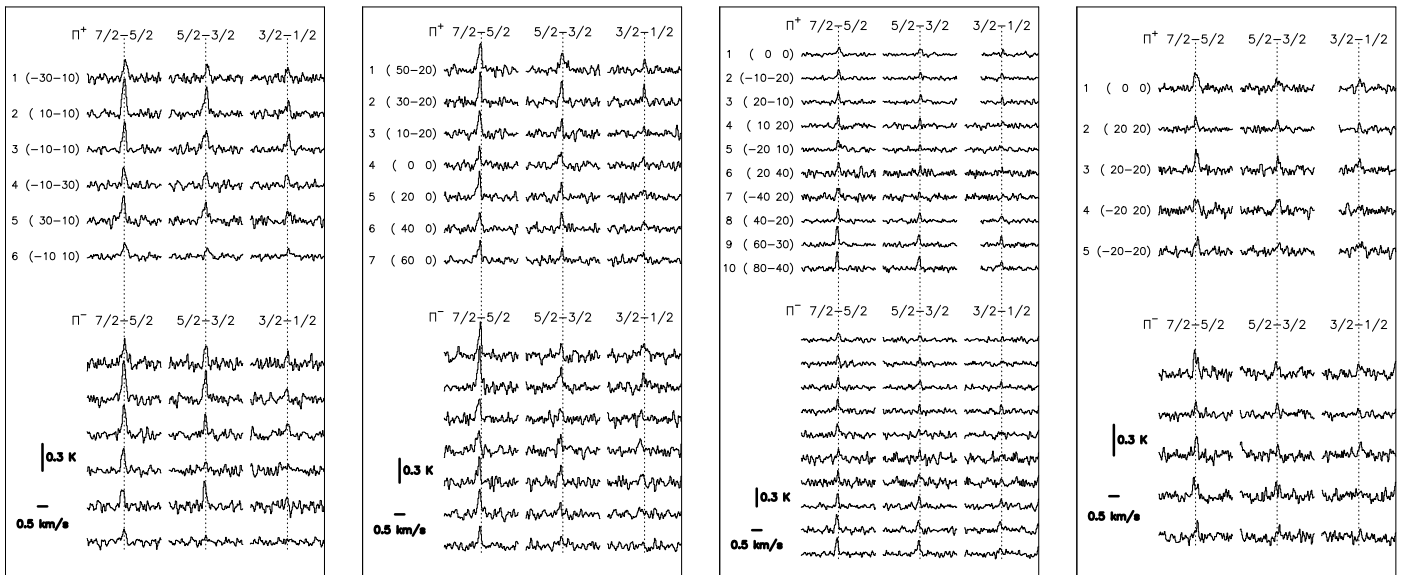 Π+ 7/2-5/2 5/2-3/2 3/2-1/2
1 (-30-10)
2 ( 10-10)
3 (-10-10)
4 (-10-30)
5 ( 30-10)
6 (-10 10)
Π- 7/2-5/2 5/2-3/2 3/2-1/2
0.3 K
0.5 km/s
Π+ 7/2-5/2 5/2-3/2 3/2-1/2
1 ( 50-20)
2 ( 30-20)
3 ( 10-20)
4 ( 0 0)
5 ( 20 0)
6 ( 40 0)
7 ( 60 0)
Π- 7/2-5/2 5/2-3/2 3/2-1/2
0.3 K
0.5 km/s
Π+ 7/2-5/2 5/2-3/2 3/2-1/2
1 ( 0 0)
2 (-10-20)
3 ( 20-10)
4 ( 10 20)
5 (-20 10)
6 ( 20 40)
7 (-40 20)
8 ( 40-20)
9 ( 60-30)
10 ( 80-40)
Π- 7/2-5/2 5/2-3/2 3/2-1/2
0.3 K
0.5 km/s
Π+ 7/2-5/2 5/2-3/2 3/2-1/2
1 ( 0 0)
2 ( 20 20)
3 ( 20-20)
4 (-20 20)
5 (-20-20)
Π- 7/2-5/2 5/2-3/2 3/2-1/2
0.3 K
0.5 km/s